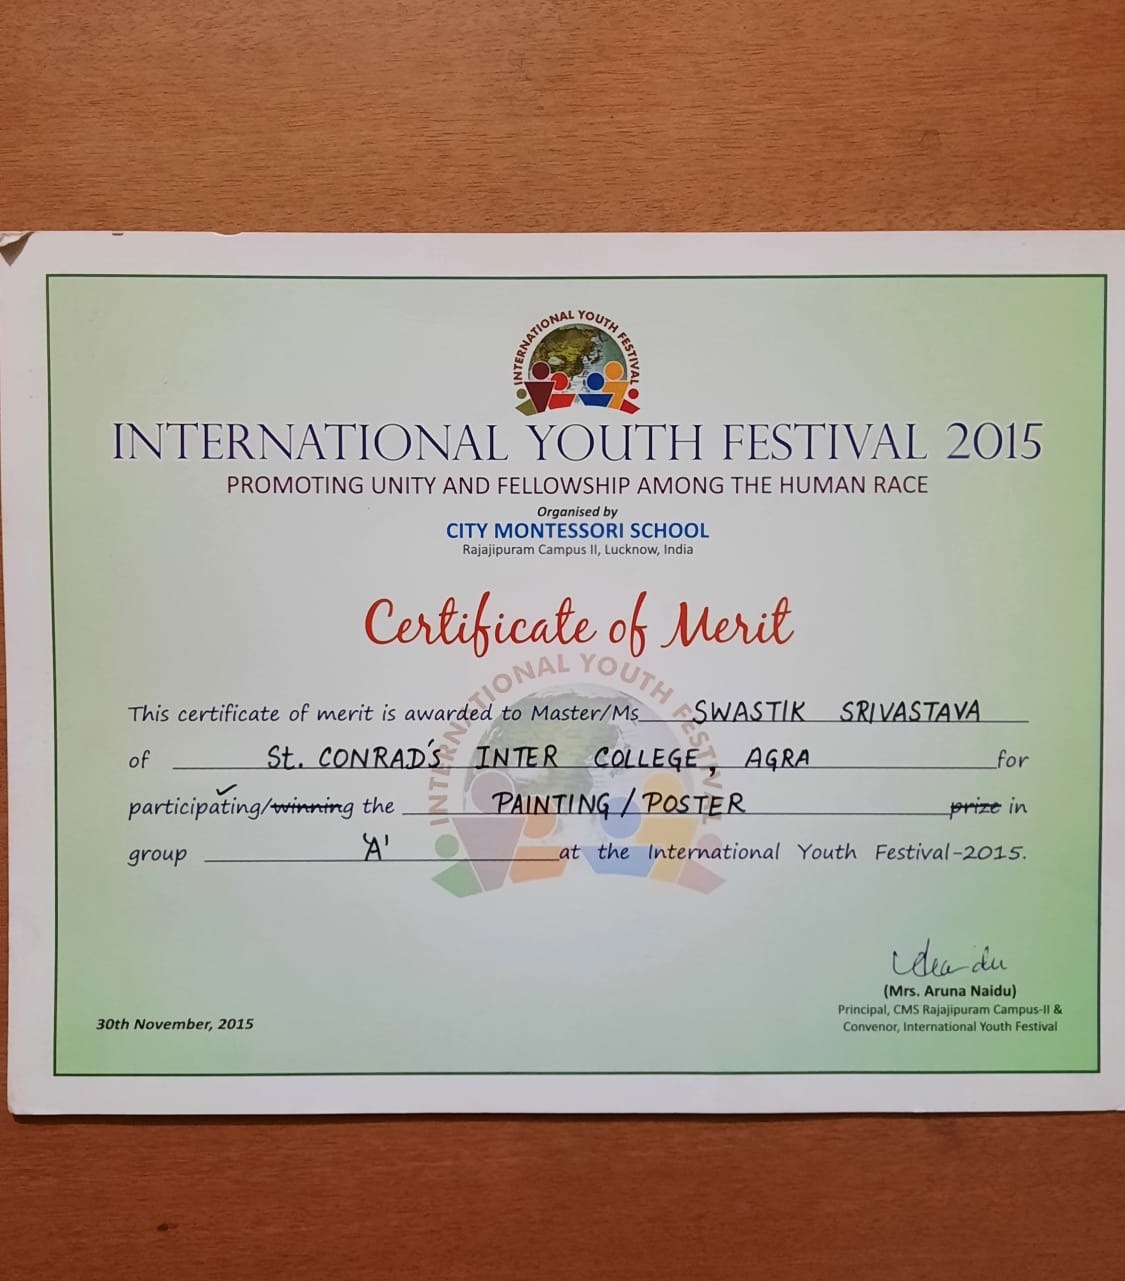 INTERNATIONAL YOUTH FESTIVAL
INTERNATIONAL YOUTH FESTIVAL 2015
PROMOTING UNITY AND FELLOWSHIP AMONG THE HUMAN RACE
Organised by
CITY MONTESSORI SCHOOL
Rajajipuram Campus II, Lucknow, India
Certificate of Merit
INTERNATIONAL YOUTH FESTIVAL
This certificate of merit is awarded to Master/Ms SWASTIK SRIVASTAVA
of St. CONRAD'S INTER COLLEGE, AGRA for
participating/winning the PAINTING/POSTER prize in
group 'A' at the International Youth Festival-2015.
(Mrs. Aruna Naidu)
Principal, CMS Rajajipuram Campus-II &
Convenor, International Youth Festival
30th November, 2015